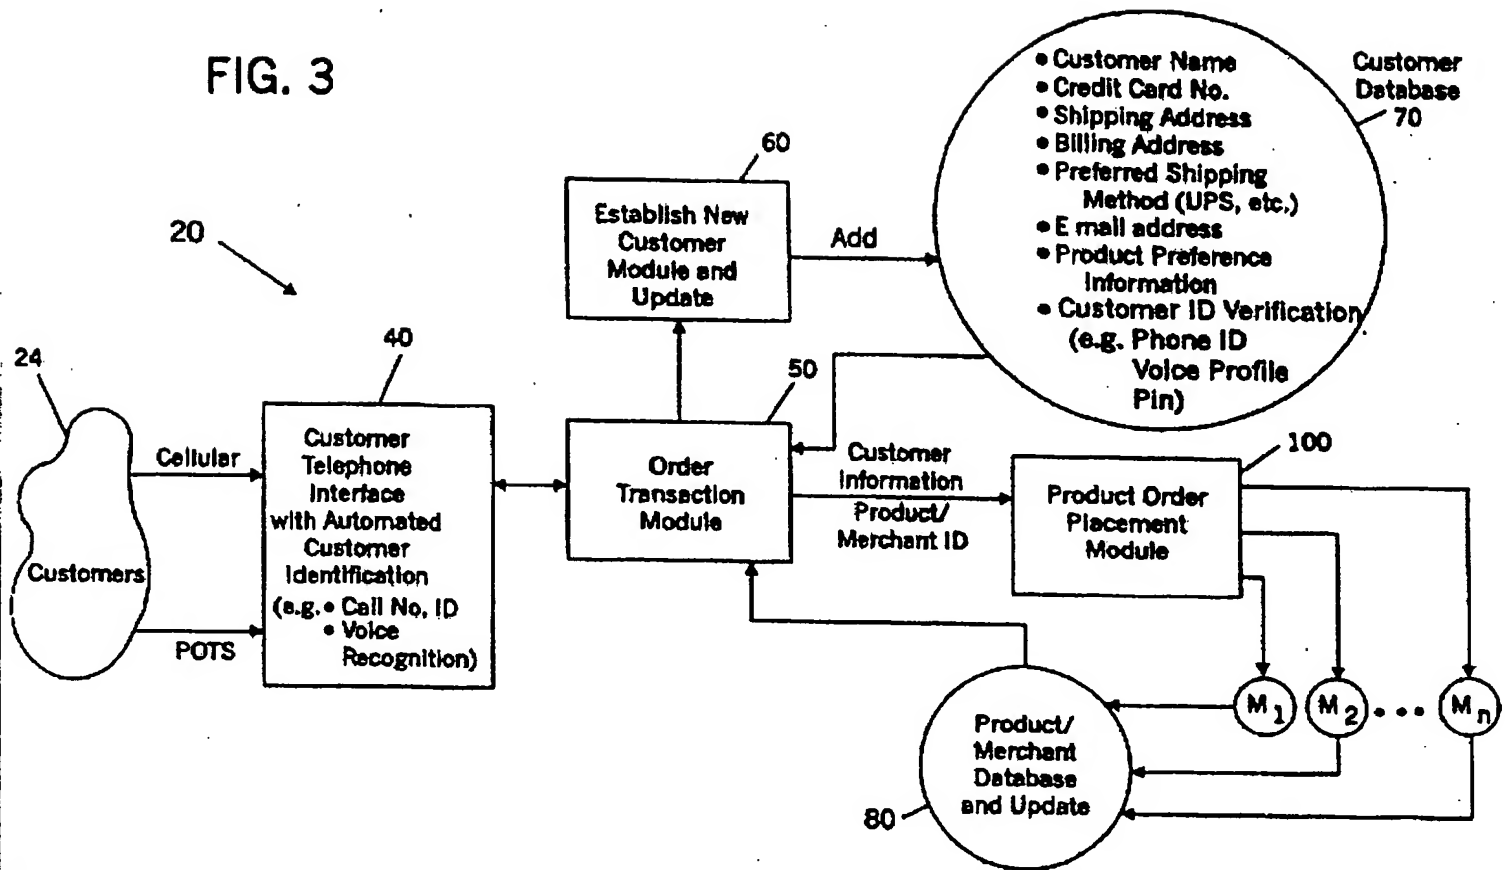 FIG. 3
• Customer Name
• Credit Card No.
• Shipping Address
• Billing Address
• Preferred Shipping
Method (UPS, etc.)
• E mail address
• Product Preference
Information
• Customer ID Verification
(e.g. Phone ID
Voice Profile
Pin)
Customer
Database
70
60
Establish New
Customer
Module and
Update
Add
20
24
Customers
Cellular
POTS
40
Customer
Telephone
Interface
with Automated
Customer
Identification
(e.g. • Call No. ID
• Voice
Recognition)
50
Order
Transaction
Module
Customer
Information
Product/
Merchant ID
100
Product Order
Placement
Module
M1
M2
• • •
Mn
Product/
Merchant
Database
and Update
80